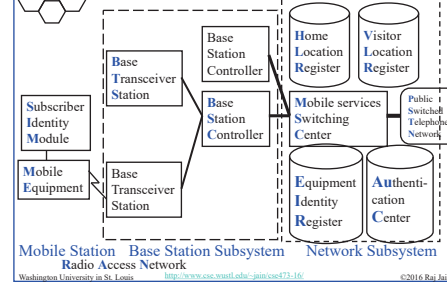 Base
Station
Controller
Home
Location
Register
Visitor
Location
Register
Base
Transceiver
Station
Subscriber
Identity
Module
Base
Station
Controller
Mobile services
Switching
Center
Public
Switched
Telephone
Network
Mobile
Equipment
Base
Transceiver
Station
Equipment
Identity
Register
Authenti-
cation
Center
Mobile Station Base Station Subsystem Network Subsystem
Radio Access Network
Washington University in St. Louis http://www.cse.wustl.edu/~jain/cse473-16/ ©2016 Raj Jai